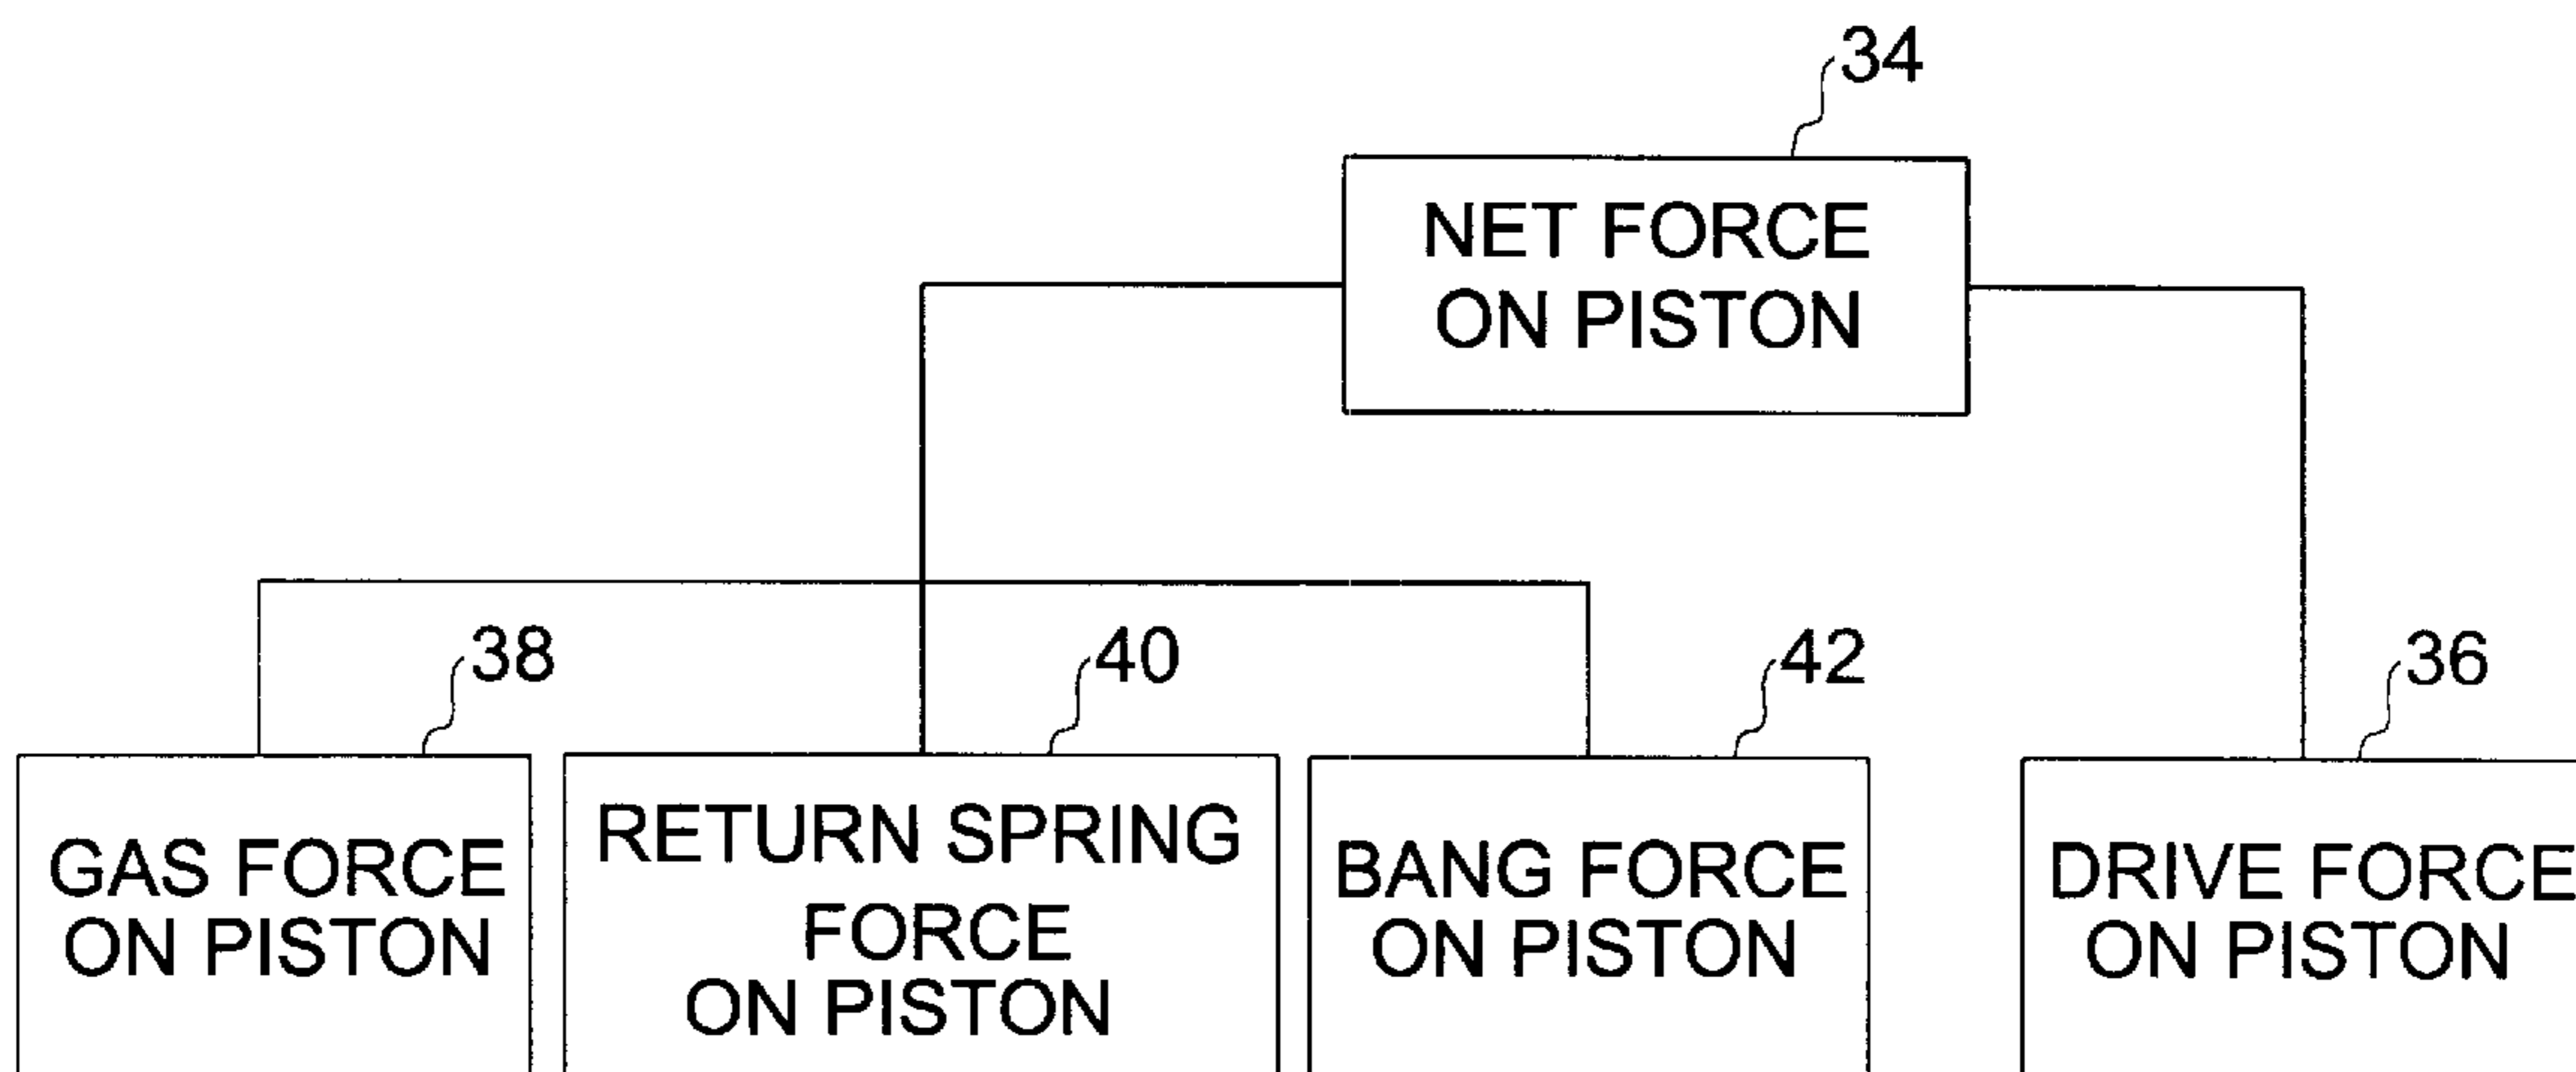 34
NET FORCE
ON PISTON
38
40
42
36
GAS FORCE
ON PISTON
RETURN SPRING
FORCE
ON PISTON
BANG FORCE
ON PISTON
DRIVE FORCE
ON PISTON